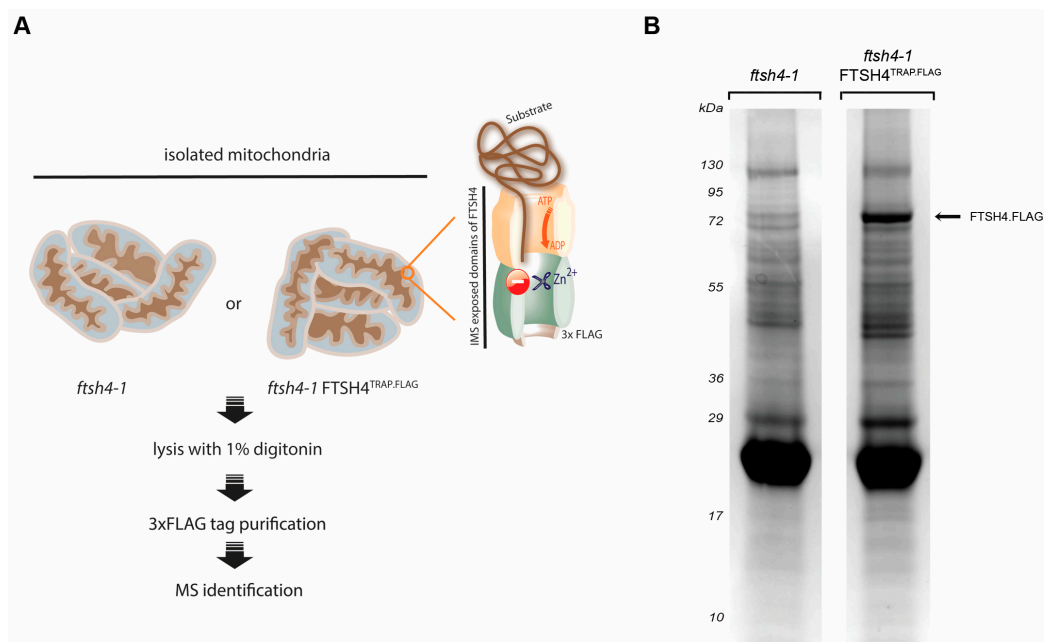 A
isolated mitochondria
or
ftsh4-1
ftsh4-1 FTSH4TRAP.FLAG
lysis with 1% digitonin
3xFLAG tag purification
MS identification
Substrate
IMS exposed domains of FTSH4
ATP
ADP
Zn2+
3x FLAG
B
ftsh4-1
ftsh4-1
FTSH4TRAP.FLAG
kDa
130
95
72
55
36
29
17
10
FTSH4.FLAG